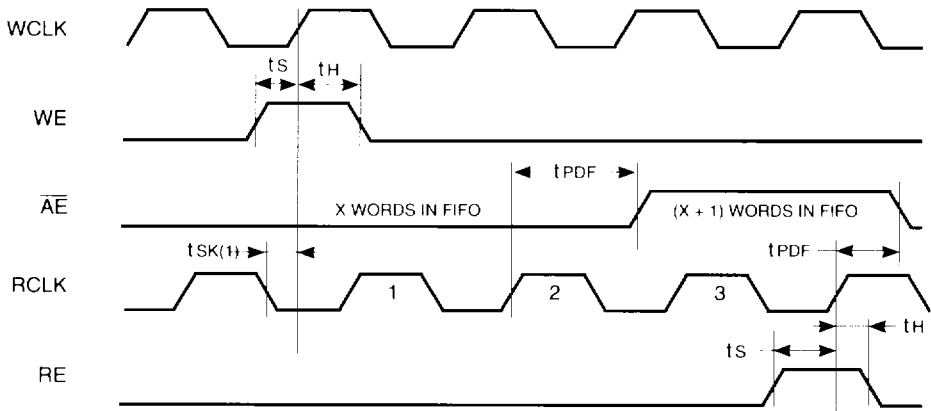 WCLK
tS
tH
WE
tPDF
AE
X WORDS IN FIFO
(X + 1) WORDS IN FIFO
tSK(1)
tPDF
RCLK
1
2
3
tH
tS
RE